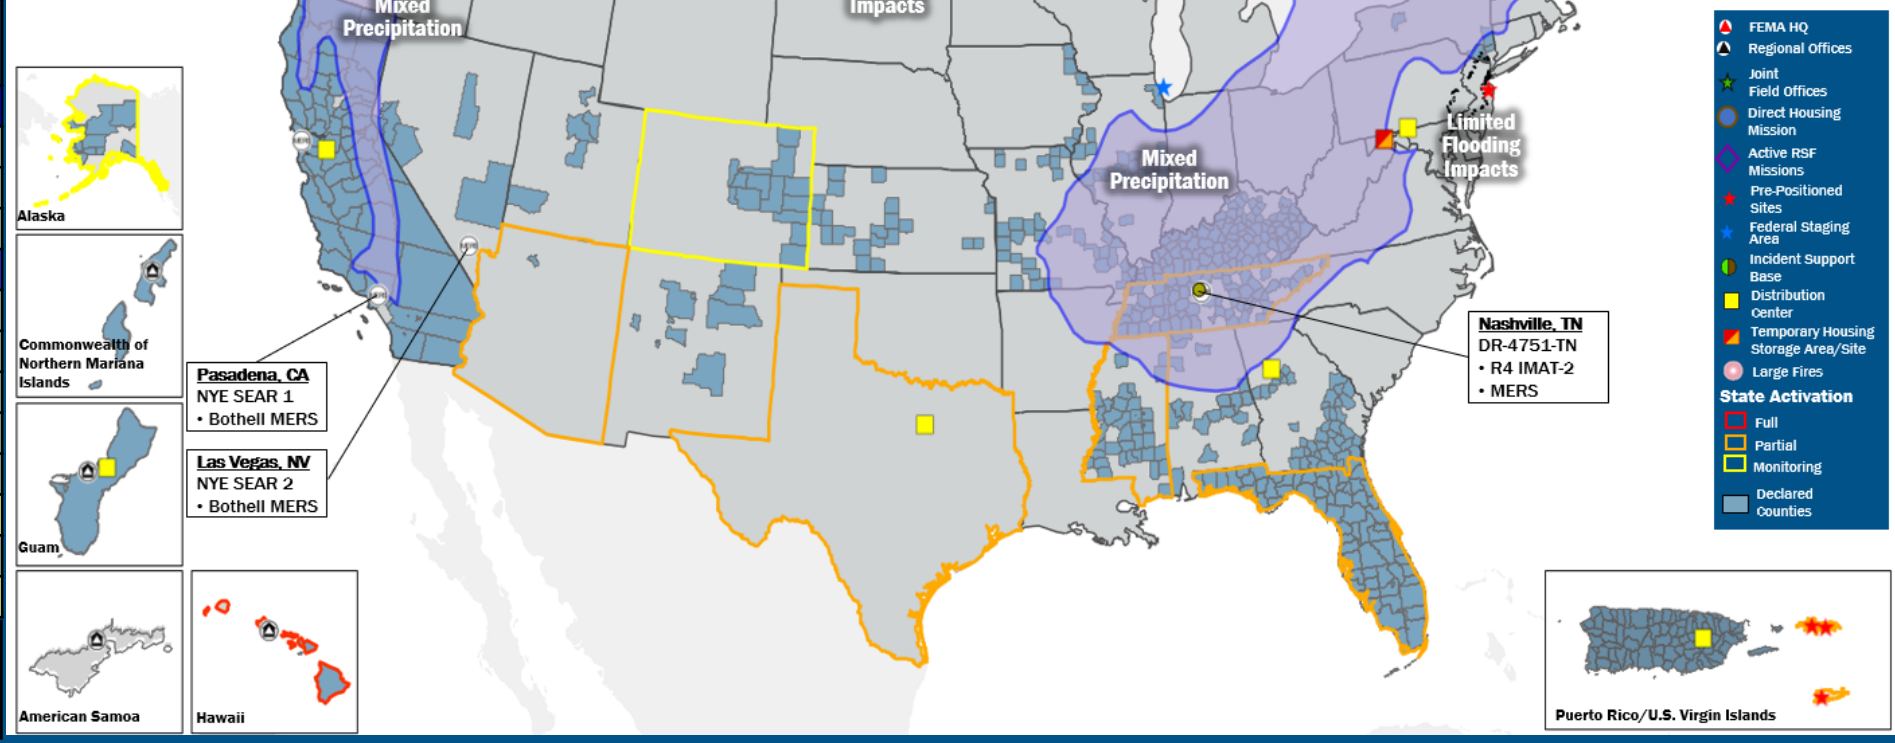 Mixed
Precipitation
Impacts
Alaska
Commonwealth of
Northern Mariana
Islands
Guam
American Samoa
Hawaii
MERS
MERS
MERS
Pasadena, CA
NYE SEAR 1
• Bothell MERS
Las Vegas, NV
NYE SEAR 2
• Bothell MERS
Mixed
Precipitation
Limited
Flooding
Impacts
Nashville, TN
DR-4751-TN
• R4 IMAT-2
• MERS
FEMA HQ
Regional Offices
Joint
Field Offices
Direct Housing
Mission
Active RSF
Missions
Pre-Positioned
Sites
Federal Staging
Area
Incident Support
Base
Distribution
Center
Temporary Housing
Storage Area/Site
Large Fires
State Activation
Full
Partial
Monitoring
Declared
Counties
Puerto Rico/U.S. Virgin Islands